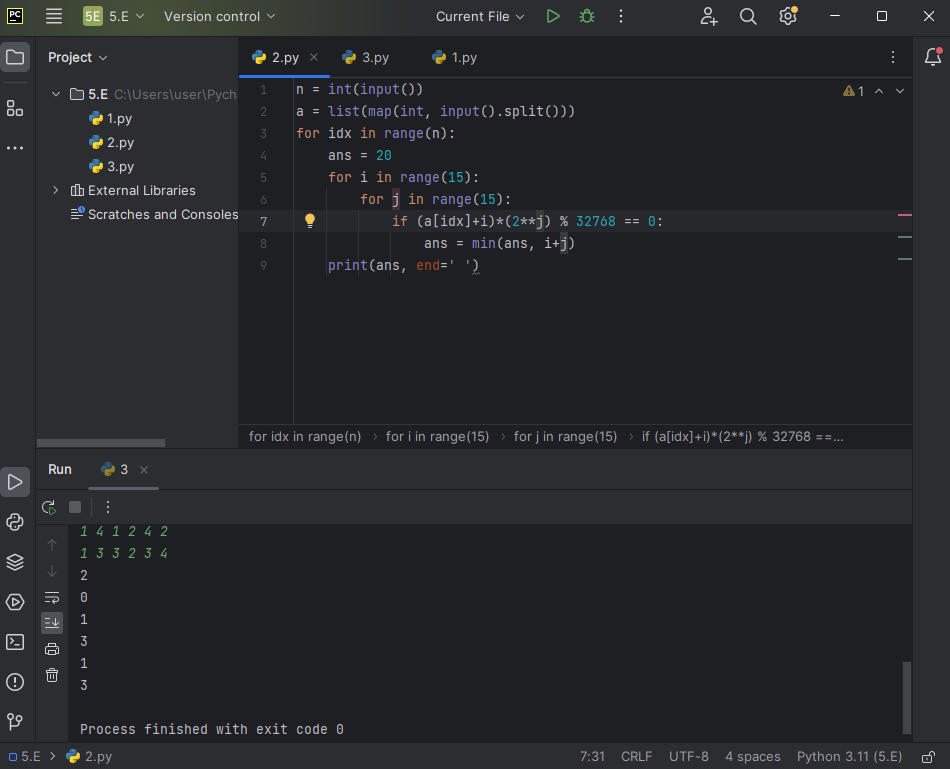 PC
5E 5.E Version control Current File
Project
2.py 3.py 1.py
5.E C:\Users\user\Pych
1.py
2.py
3.py
External Libraries
Scratches and Consoles
1 n = int(input())
2 a = list(map(int, input().split()))
3 for idx in range(n):
4 ans = 20
5 for i in range(15):
6 for j in range(15):
7 if (a[idx]+i)*(2**j) % 32768 == 0:
8 ans = min(ans, i+j)
9 print(ans, end=' ')
1
for idx in range(n) › for i in range(15) › for j in range(15) › if (a[idx]+i)*(2**j) % 32768 ==...
Run 3
1 4 1 2 4 2
1 3 3 2 3 4
2
0
1
3
1
3
Process finished with exit code 0
5.E › 2.py 7:31 CRLF UTF-8 4 spaces Python 3.11 (5.E)